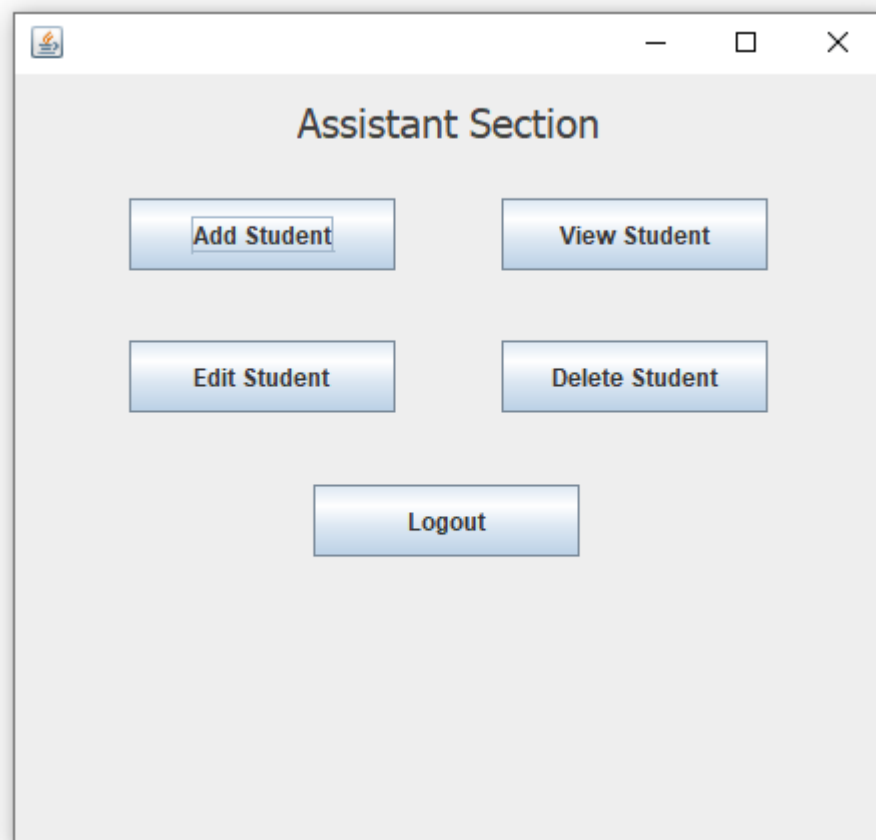 Assistant Section
Add Student
View Student
Edit Student
Delete Student
Logout